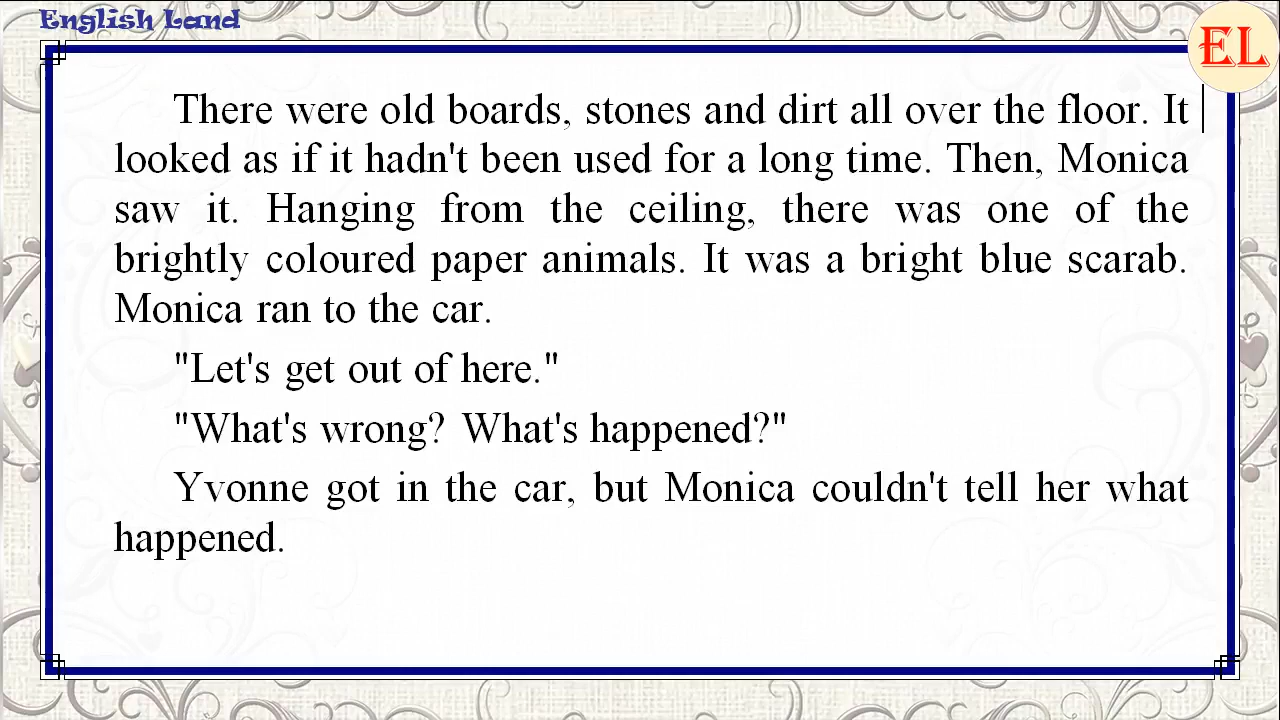 English Land
EL
There were old boards, stones and dirt all over the floor. It
looked as if it hadn't been used for a long time. Then, Monica
saw it. Hanging from the ceiling, there was one of the
brightly coloured paper animals. It was a bright blue scarab.
Monica ran to the car.
"Let's get out of here."
"What's wrong? What's happened?"
Yvonne got in the car, but Monica couldn't tell her what
happened.